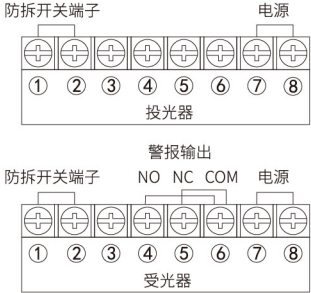 防拆开关端子 电源
① ② ③ ④ ⑤ ⑥ ⑦ ⑧
投光器
警报输出
防拆开关端子 NO NC COM 电源
① ② ③ ④ ⑤ ⑥ ⑦ ⑧
受光器